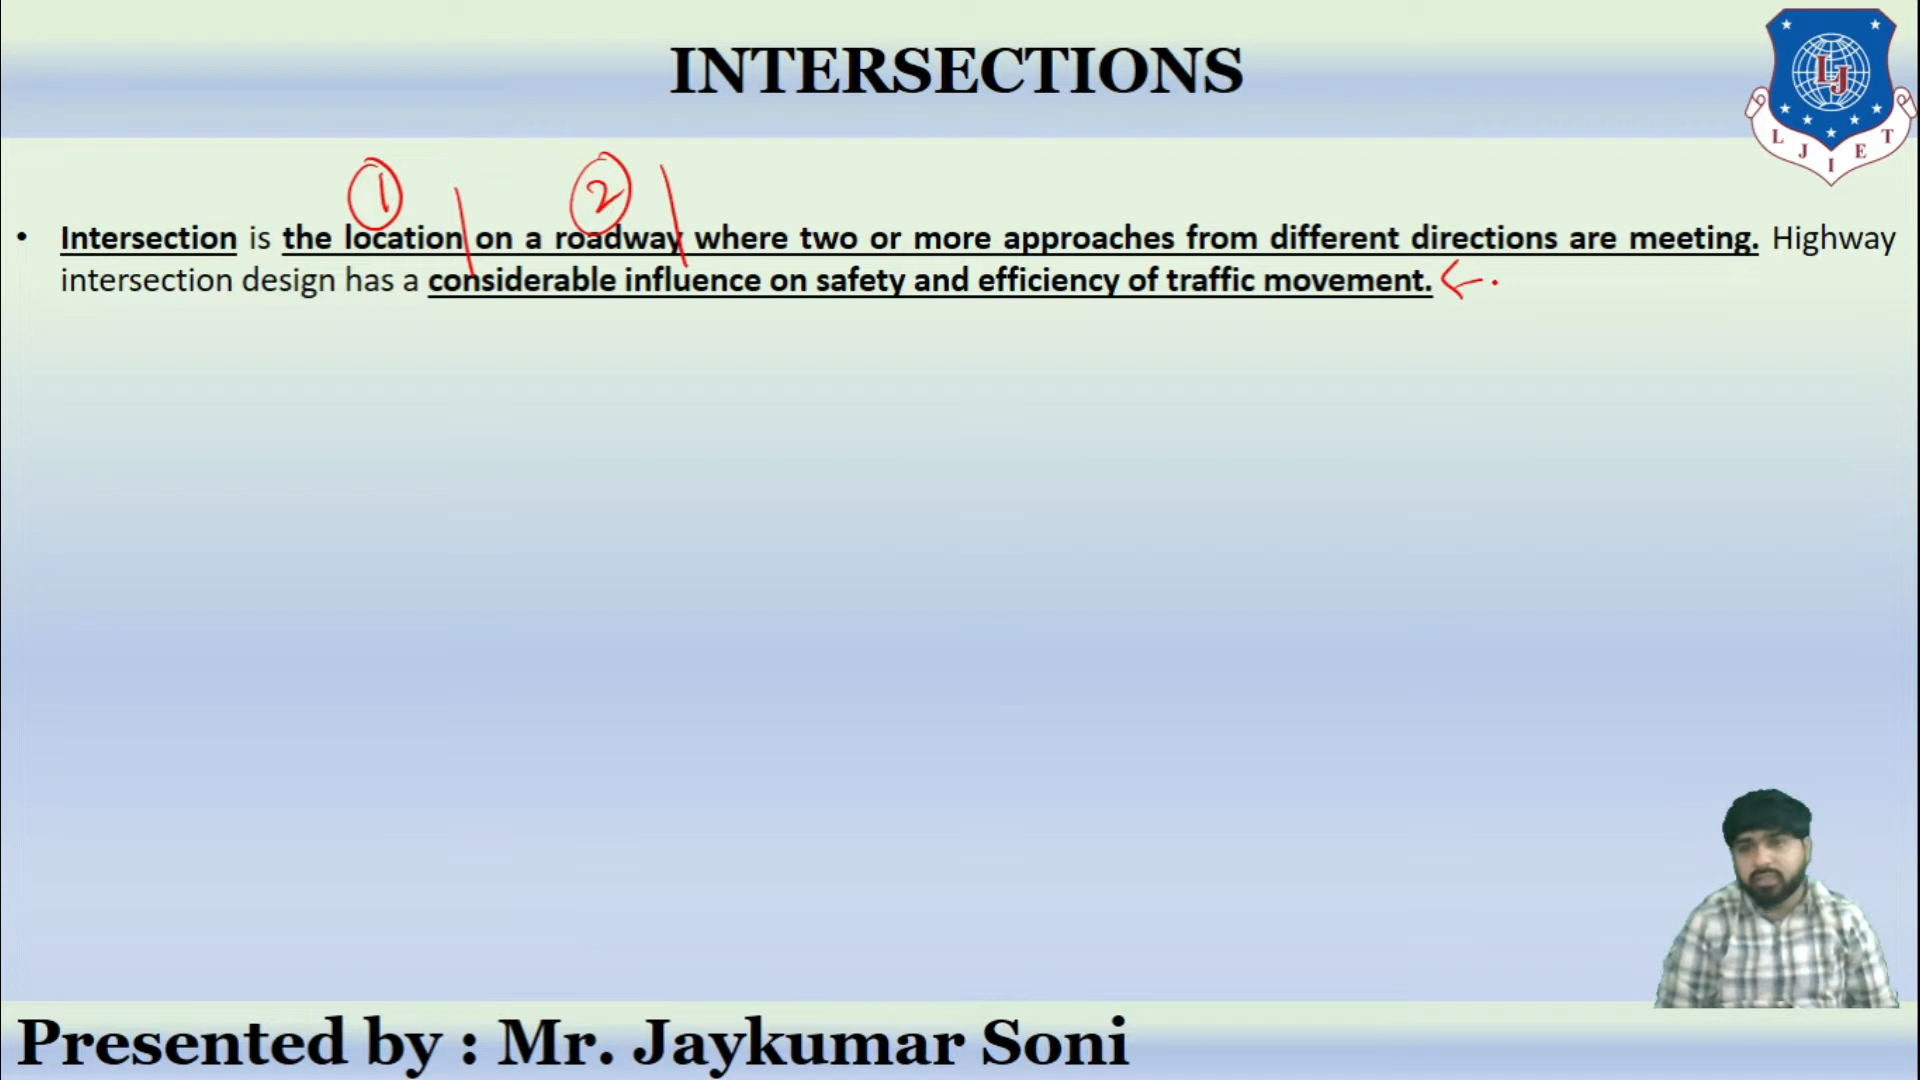 INTERSECTIONS
LJ
L J I E T
1 2
• Intersection is the location on a roadway where two or more approaches from different directions are meeting. Highway
intersection design has a considerable influence on safety and efficiency of traffic movement.
Presented by : Mr. Jaykumar Soni